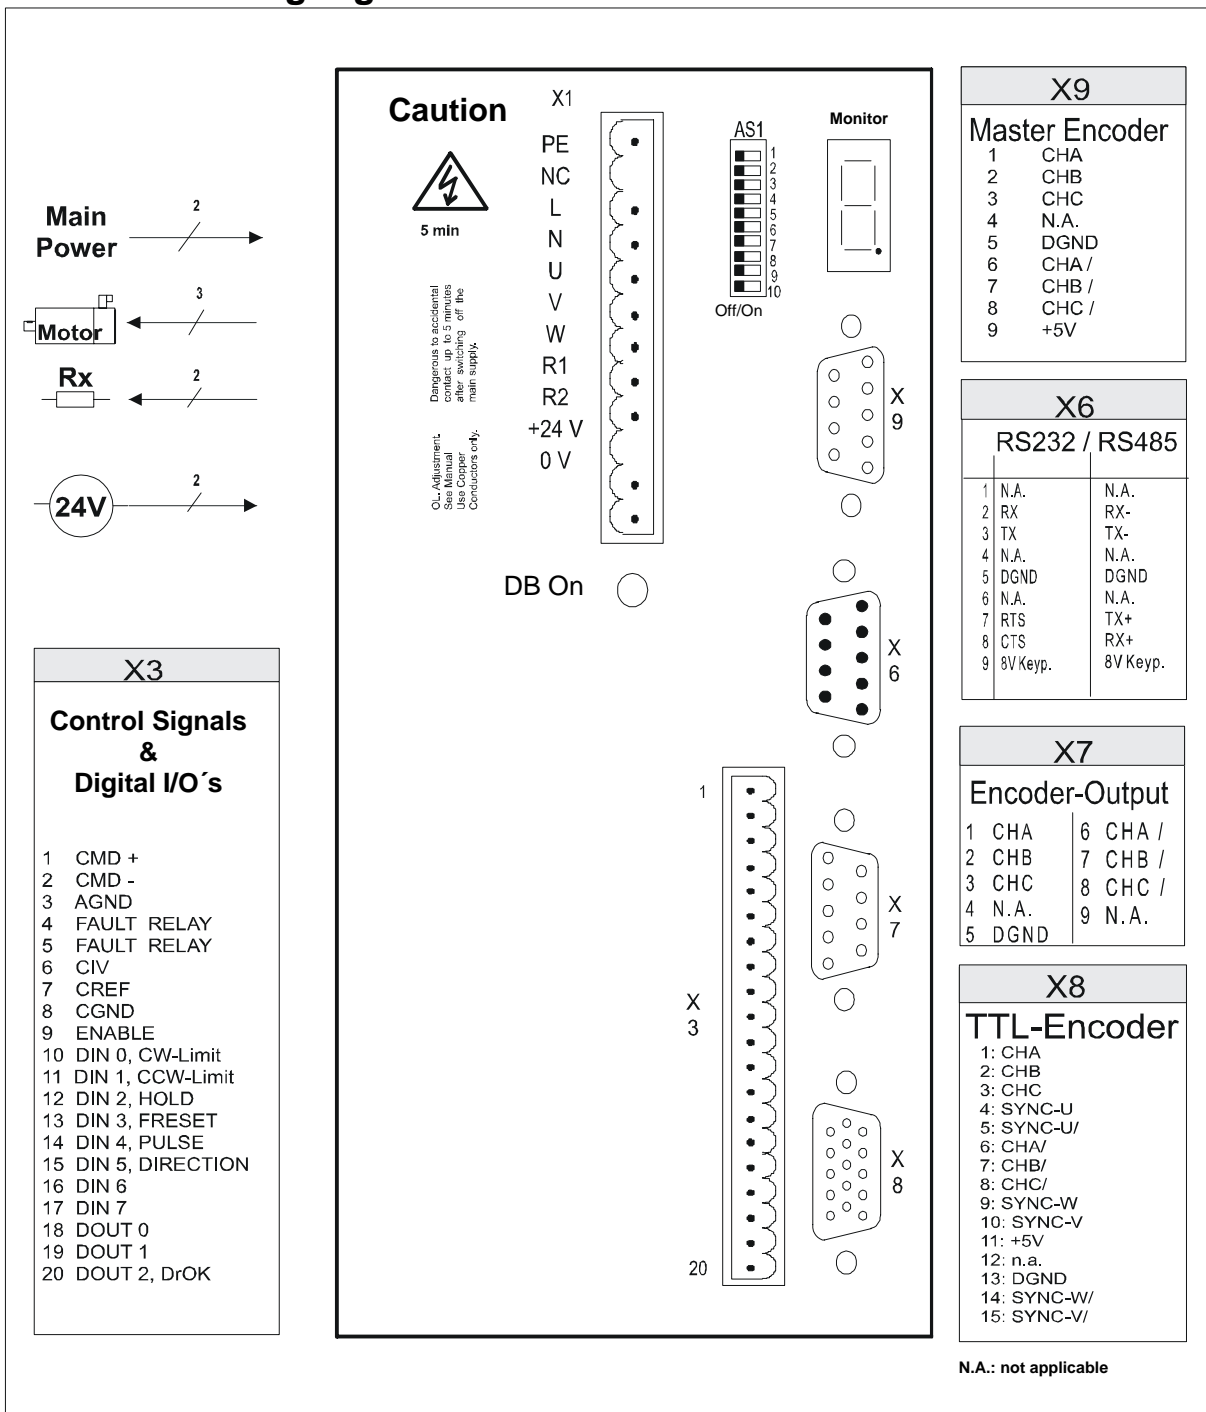 Main
Power
2
3
Motor
Rx
2
24V
2
X3
Control Signals
&
Digital I/O´s
1 CMD +
2 CMD -
3 AGND
4 FAULT RELAY
5 FAULT RELAY
6 CIV
7 CREF
8 CGND
9 ENABLE
10 DIN 0, CW-Limit
11 DIN 1, CCW-Limit
12 DIN 2, HOLD
13 DIN 3, FRESET
14 DIN 4, PULSE
15 DIN 5, DIRECTION
16 DIN 6
17 DIN 7
18 DOUT 0
19 DOUT 1
20 DOUT 2, DrOK
Caution
5 min
Dangerous to accidental
contact up to 5 minutes
after switching off the
main supply.
OL. Adjustment.
See Manual
Use Copper
Conductors only.
X1
PE
NC
L
N
U
V
W
R1
R2
+24 V
0 V
DB On
AS1
1
2
3
4
5
6
7
8
9
10
Off/On
Monitor
X
9
X
6
X
7
X
8
1
X
3
20
X9
Master Encoder
1 CHA
2 CHB
3 CHC
4 N.A.
5 DGND
6 CHA /
7 CHB /
8 CHC /
9 +5V
X6
RS232 / RS485
1 N.A. N.A.
2 RX RX-
3 TX TX-
4 N.A. N.A.
5 DGND DGND
6 N.A. N.A.
7 RTS TX+
8 CTS RX+
9 8V Keyp. 8V Keyp.
X7
Encoder-Output
1 CHA 6 CHA /
2 CHB 7 CHB /
3 CHC 8 CHC /
4 N.A. 9 N.A.
5 DGND
X8
TTL-Encoder
1: CHA
2: CHB
3: CHC
4: SYNC-U
5: SYNC-U/
6: CHA/
7: CHB/
8: CHC/
9: SYNC-W
10: SYNC-V
11: +5V
12: n.a.
13: DGND
14: SYNC-W/
15: SYNC-V/
N.A.: not applicable